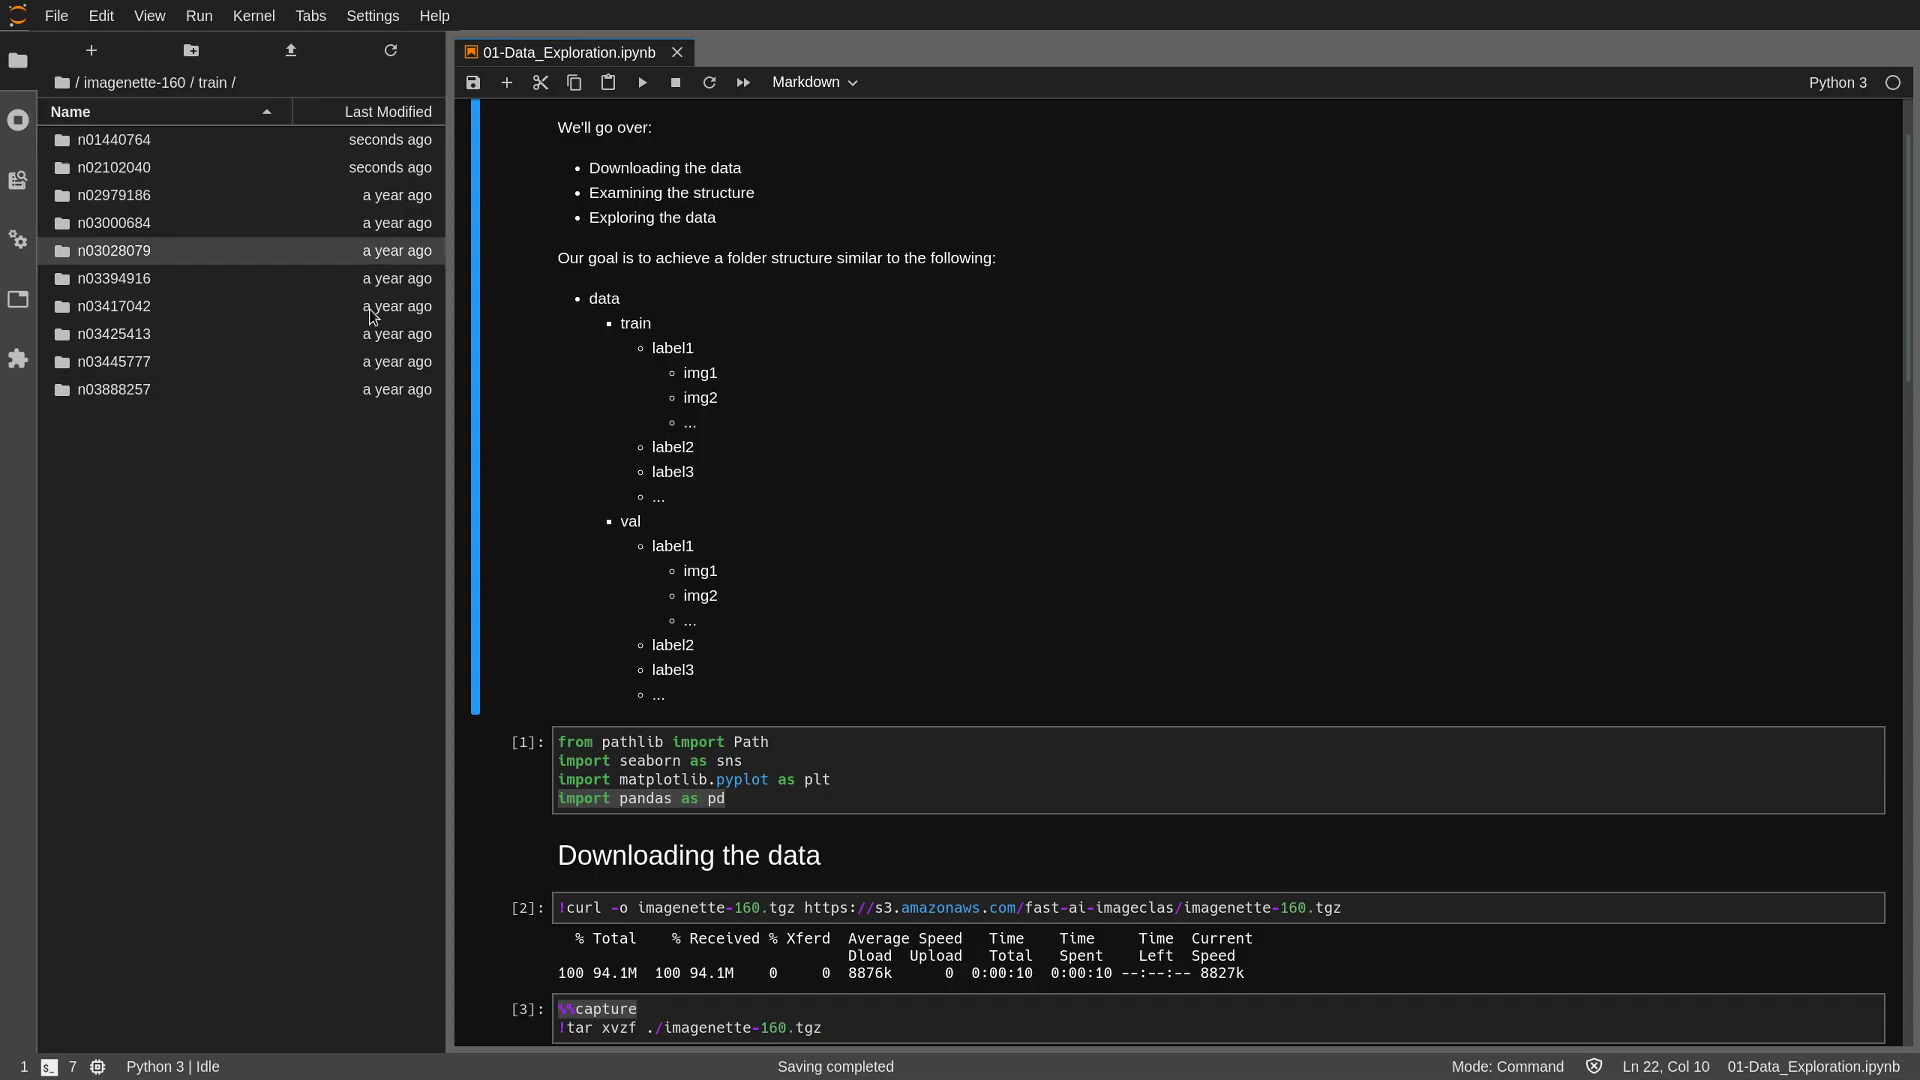 File Edit View Run Kernel Tabs Settings Help
/ imagenette-160 / train /
Name Last Modified
n01440764 seconds ago
n02102040 seconds ago
n02979186 a year ago
n03000684 a year ago
n03028079 a year ago
n03394916 a year ago
n03417042 a year ago
n03425413 a year ago
n03445777 a year ago
n03888257 a year ago
01-Data_Exploration.ipynb
Markdown
Python 3
We'll go over:
• Downloading the data
• Examining the structure
• Exploring the data
Our goal is to achieve a folder structure similar to the following:
• data
▪ train
◦ label1
◦ img1
◦ img2
◦ ...
◦ label2
◦ label3
◦ ...
▪ val
◦ label1
◦ img1
◦ img2
◦ ...
◦ label2
◦ label3
◦ ...
[1]: from pathlib import Path
import seaborn as sns
import matplotlib.pyplot as plt
import pandas as pd
Downloading the data
[2]: !curl -o imagenette-160.tgz https://s3.amazonaws.com/fast-ai-imageclas/imagenette-160.tgz
% Total % Received % Xferd Average Speed Time Time Time Current
Dload Upload Total Spent Left Speed
100 94.1M 100 94.1M 0 0 8876k 0 0:00:10 0:00:10 --:--:-- 8827k
[3]: %%capture
!tar xvzf ./imagenette-160.tgz
1 $_ 7 Python 3 | Idle Saving completed Mode: Command Ln 22, Col 10 01-Data_Exploration.ipynb